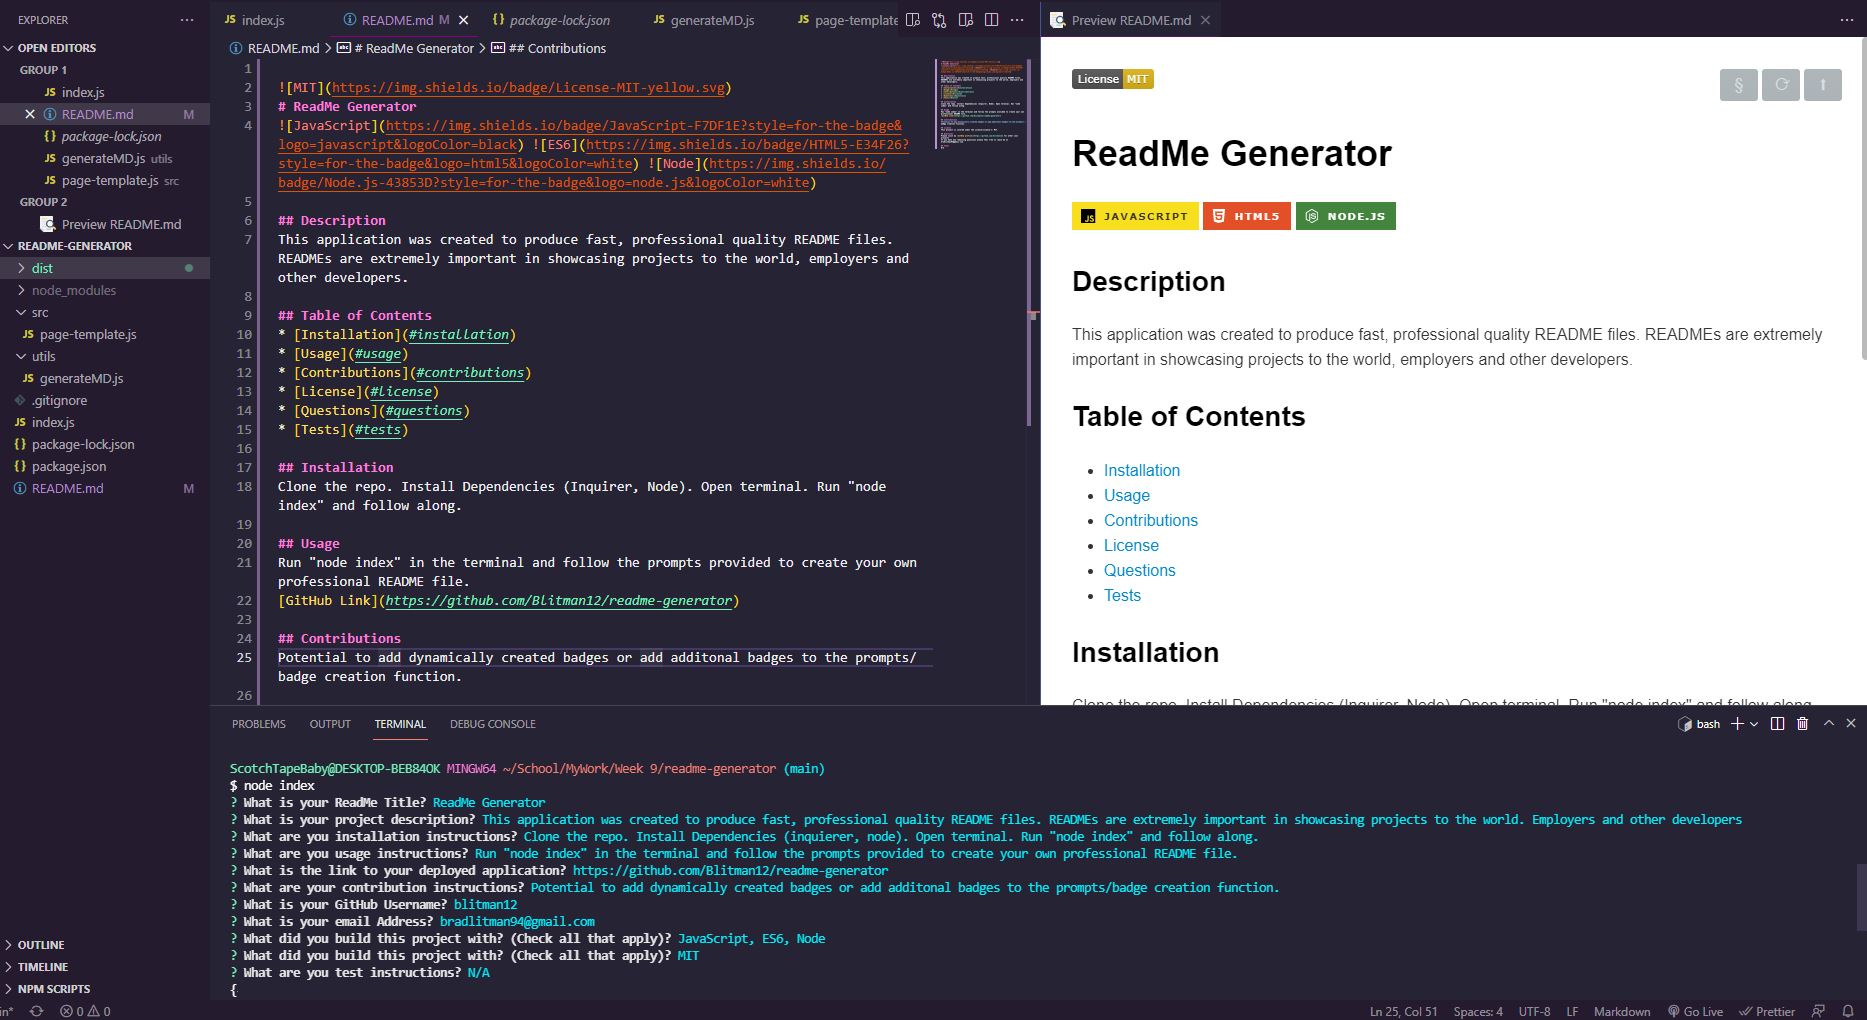 EXPLORER
OPEN EDITORS
GROUP 1
index.js
README.md M
package-lock.json
generateMD.js utils
page-template.js src
GROUP 2
Preview README.md
README-GENERATOR
dist
node_modules
src
JS page-template.js
utils
JS generateMD.js
.gitignore
JS index.js
{} package-lock.json
{} package.json
README.md M
OUTLINE
TIMELINE
NPM SCRIPTS
JS index.js
README.md M
{} package-lock.json
JS generateMD.js
JS page-template
README.md > # ReadMe Generator > ## Contributions
1
2 ![MIT](https://img.shields.io/badge/License-MIT-yellow.svg)
3 # ReadMe Generator
4 ![JavaScript](https://img.shields.io/badge/JavaScript-F7DF1E?style=for-the-badge&
logo=javascript&logoColor=black) ![ES6](https://img.shields.io/badge/HTML5-E34F26?
style=for-the-badge&logo=html5&logoColor=white) ![Node](https://img.shields.io/
badge/Node.js-43853D?style=for-the-badge&logo=node.js&logoColor=white)
5
6 ## Description
7 This application was created to produce fast, professional quality README files.
READMEs are extremely important in showcasing projects to the world, employers and
other developers.
8
9 ## Table of Contents
10 * [Installation](#installation)
11 * [Usage](#usage)
12 * [Contributions](#contributions)
13 * [License](#license)
14 * [Questions](#questions)
15 * [Tests](#tests)
16
17 ## Installation
18 Clone the repo. Install Dependencies (Inquirer, Node). Open terminal. Run "node
index" and follow along.
19
20 ## Usage
21 Run "node index" in the terminal and follow the prompts provided to create your own
professional README file.
22 [GitHub Link](https://github.com/Blitman12/readme-generator)
23
24 ## Contributions
25 Potential to add dynamically created badges or add additonal badges to the prompts/
badge creation function.
26
Preview README.md
License MIT
ReadMe Generator
JAVASCRIPT HTML5 NODE.JS
Description
This application was created to produce fast, professional quality README files. READMEs are extremely
important in showcasing projects to the world, employers and other developers.
Table of Contents
Installation
Usage
Contributions
License
Questions
Tests
Installation
Clone the repo. Install Dependencies (Inquirer, Node). Open terminal. Run "node index" and follow along.
PROBLEMS OUTPUT TERMINAL DEBUG CONSOLE
bash
ScotchTapeBaby@DESKTOP-BEB84OK MINGW64 ~/School/MyWork/Week 9/readme-generator (main)
$ node index
? What is your ReadMe Title? ReadMe Generator
? What is your project description? This application was created to produce fast, professional quality README files. READMEs are extremely important in showcasing projects to the world. Employers and other developers
? What are you installation instructions? Clone the repo. Install Dependencies (inquierer, node). Open terminal. Run "node index" and follow along.
? What are you usage instructions? Run "node index" in the terminal and follow the prompts provided to create your own professional README file.
? What is the link to your deployed application? https://github.com/Blitman12/readme-generator
? What are your contribution instructions? Potential to add dynamically created badges or add additonal badges to the prompts/badge creation function.
? What is your GitHub Username? blitman12
? What is your email Address? bradlitman94@gmail.com
? What did you build this project with? (Check all that apply)? JavaScript, ES6, Node
? What did you build this project with? (Check all that apply)? MIT
? What are you test instructions? N/A
{
in* 0 0
Ln 25, Col 51 Spaces: 4 UTF-8 LF Markdown Go Live Prettier